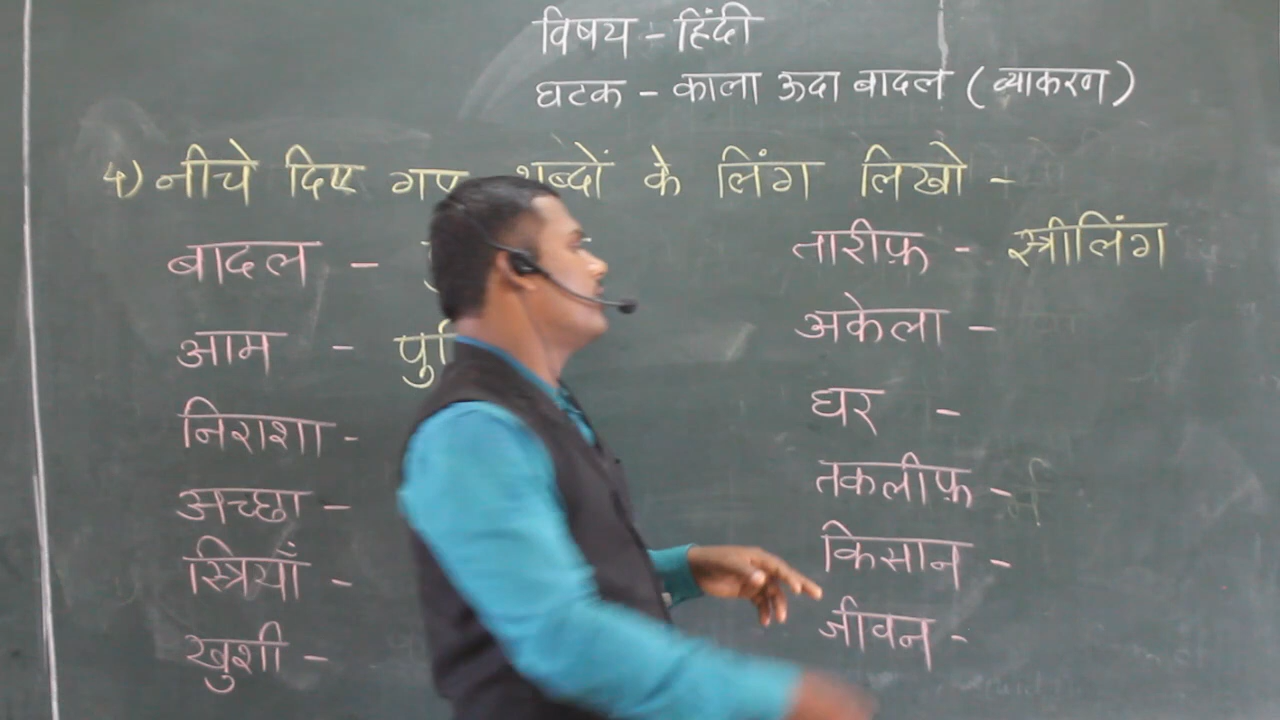 विषय - हिंदी
घटक - काला ऊदा बादल (व्याकरण)
4) नीचे दिए गए शब्दों के लिंग लिखो -
बादल -
तारीफ़ - स्त्रीलिंग
आम -
अकेला -
निराशा -
घर -
अच्छा -
तकलीफ़ -
स्त्रियाँ -
किसान -
खुशी -
जीवन -